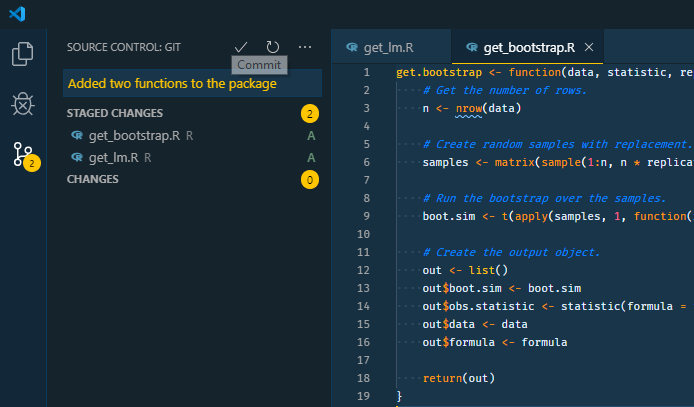 SOURCE CONTROL: GIT
Commit
Added two functions to the package
STAGED CHANGES 2
get_bootstrap.R R A
get_lm.R R A
CHANGES 0
2
get_lm.R get_bootstrap.R
1 get.bootstrap <- function(data, statistic, re
2 # Get the number of rows.
3 n <- nrow(data)
4
5 # Create random samples with replacement.
6 samples <- matrix(sample(1:n, n * replica
7
8 # Run the bootstrap over the samples.
9 boot.sim <- t(apply(samples, 1, function(
10
11 # Create the output object.
12 out <- list()
13 out$boot.sim <- boot.sim
14 out$obs.statistic <- statistic(formula =
15 out$data <- data
16 out$formula <- formula
17
18 return(out)
19 }